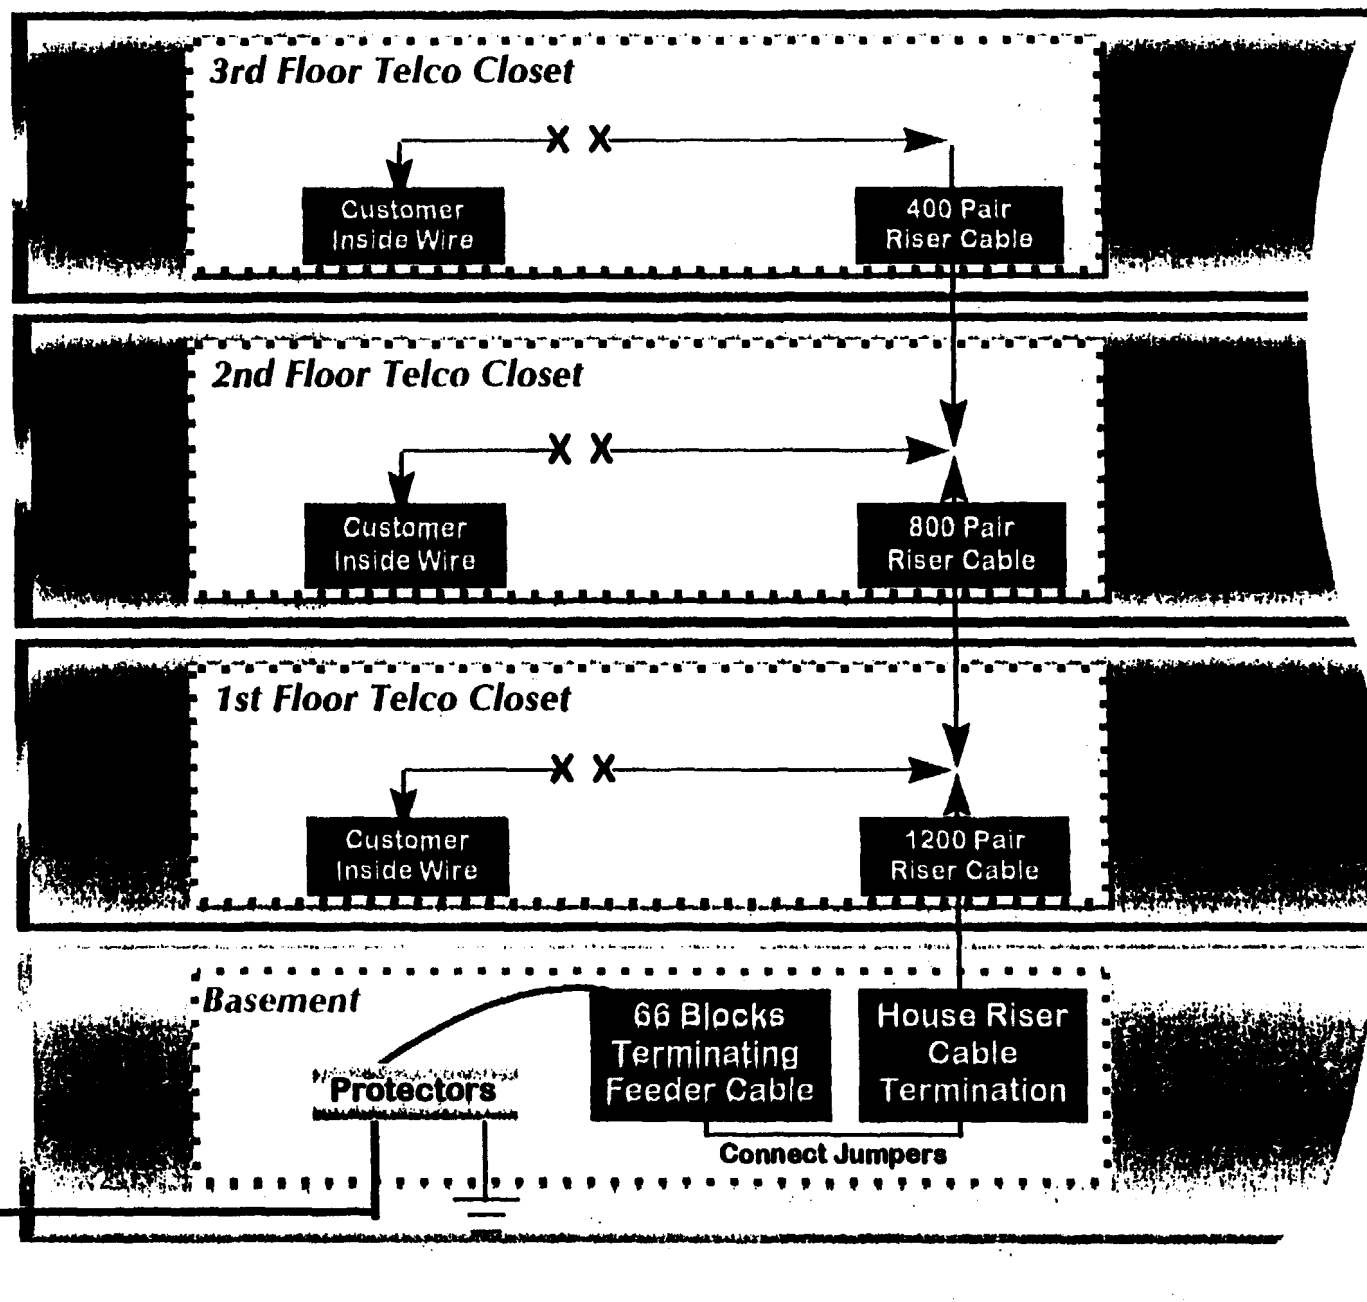 3rd Floor Telco Closet
X X
Customer
Inside Wire
400 Pair
Riser Cable
2nd Floor Telco Closet
X X
Customer
Inside Wire
800 Pair
Riser Cable
1st Floor Telco Closet
X X
Customer
Inside Wire
1200 Pair
Riser Cable
Basement
66 Blocks
Terminating
Feeder Cable
House Riser
Cable
Termination
Protectors
Connect Jumpers